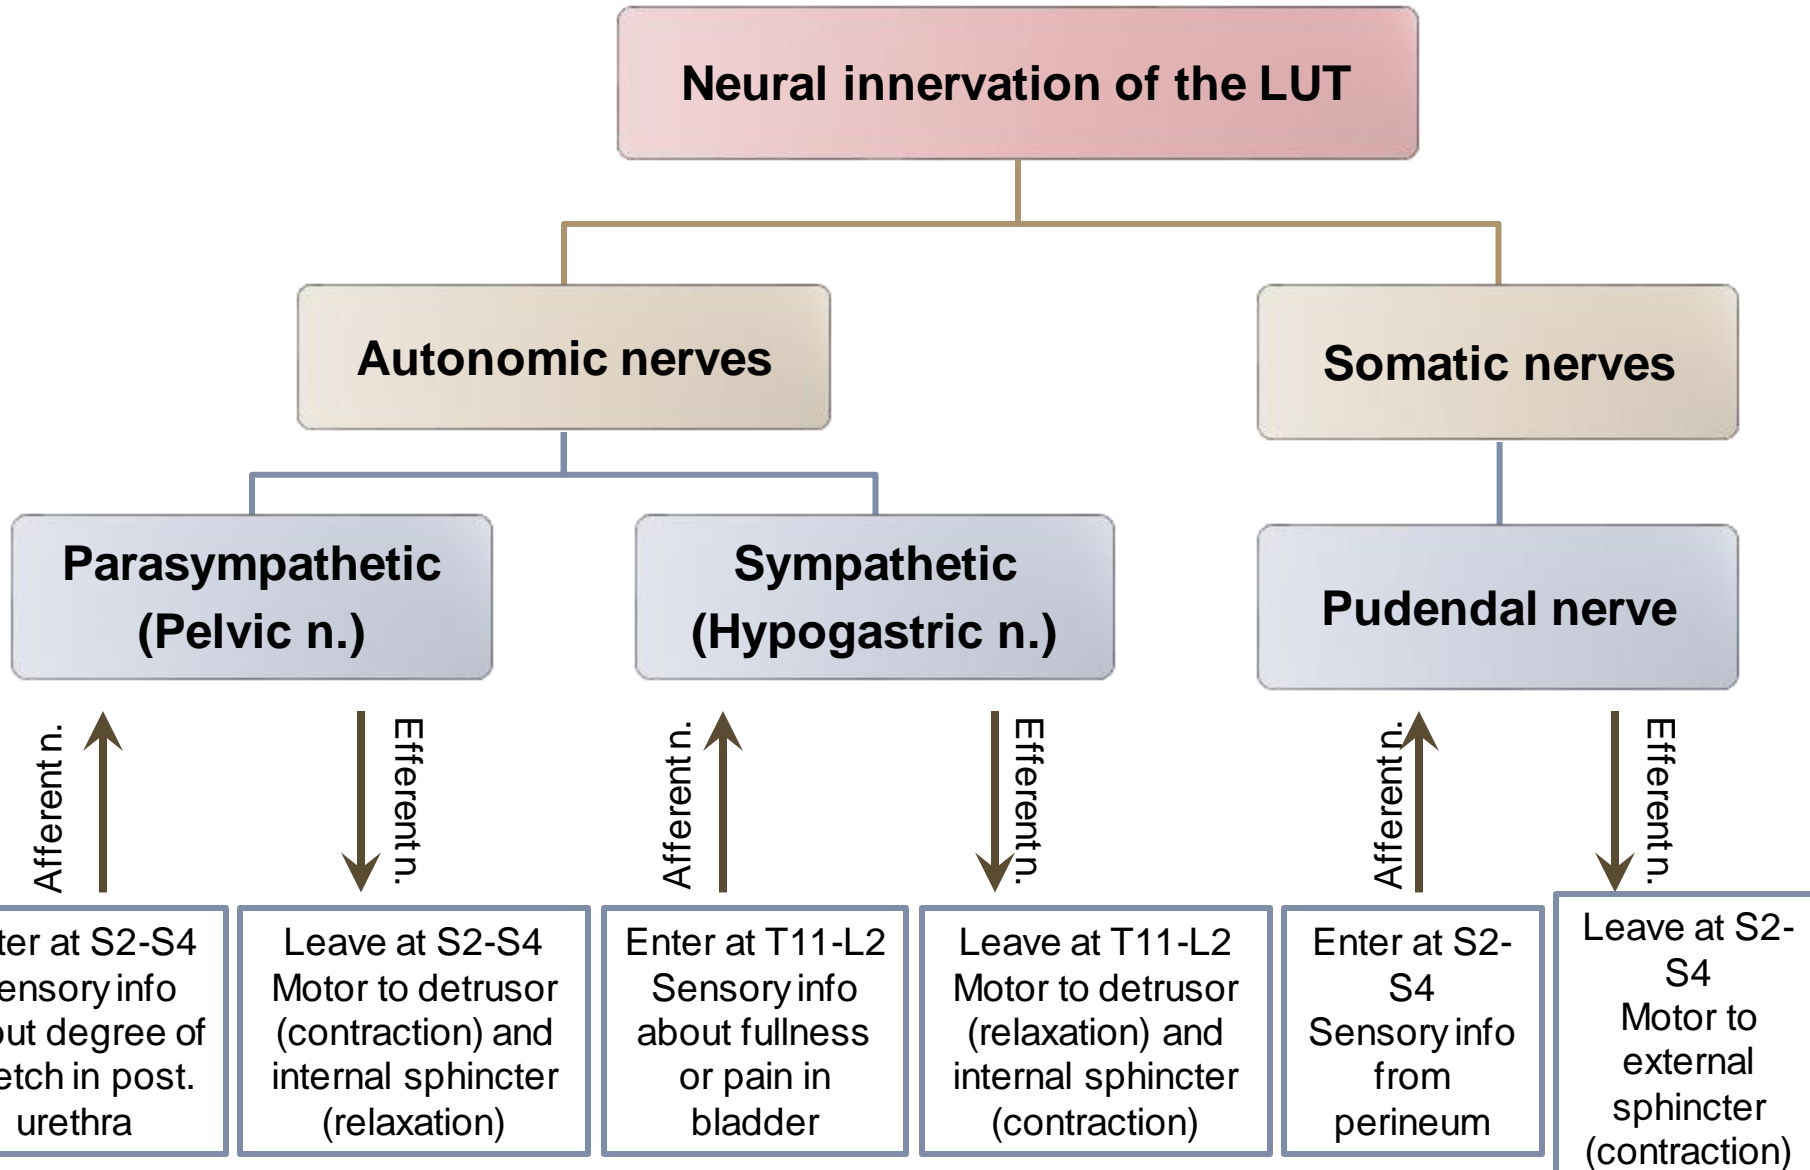 Neural innervation of the LUT
Autonomic nerves
Somatic nerves
Parasympathetic
(Pelvic n.)
Sympathetic
(Hypogastric n.)
Pudendal nerve
Afferent n.
Efferent n.
Afferent n.
Efferent n.
Afferent n.
Efferent n.
ter at S2-S4
ensory info
out degree of
etch in post.
urethra
Leave at S2-S4
Motor to detrusor
(contraction) and
internal sphincter
(relaxation)
Enter at T11-L2
Sensory info
about fullness
or pain in
bladder
Leave at T11-L2
Motor to detrusor
(relaxation) and
internal sphincter
(contraction)
Enter at S2-
S4
Sensory info
from
perineum
Leave at S2-
S4
Motor to
external
sphincter
(contraction)